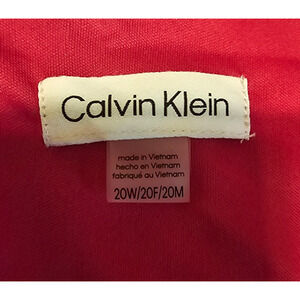 Calvin Klein
made in Vietnam
hecho en Vietnam
fabriqué au Vietnam
20W/20F/20M